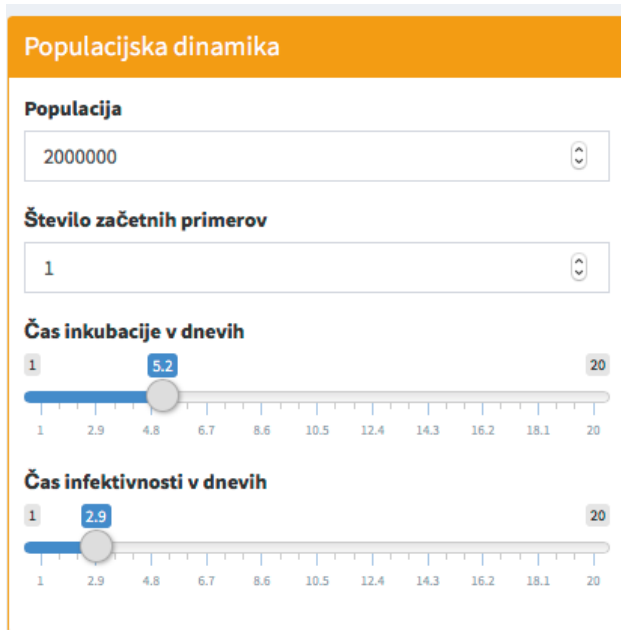 Populacijska dinamika
Populacija
2000000
Število začetnih primerov
1
Čas inkubacije v dnevih
1 5.2 20
1 2.9 4.8 6.7 8.6 10.5 12.4 14.3 16.2 18.1 20
Čas infektivnosti v dnevih
1 2.9 20
1 2.9 4.8 6.7 8.6 10.5 12.4 14.3 16.2 18.1 20